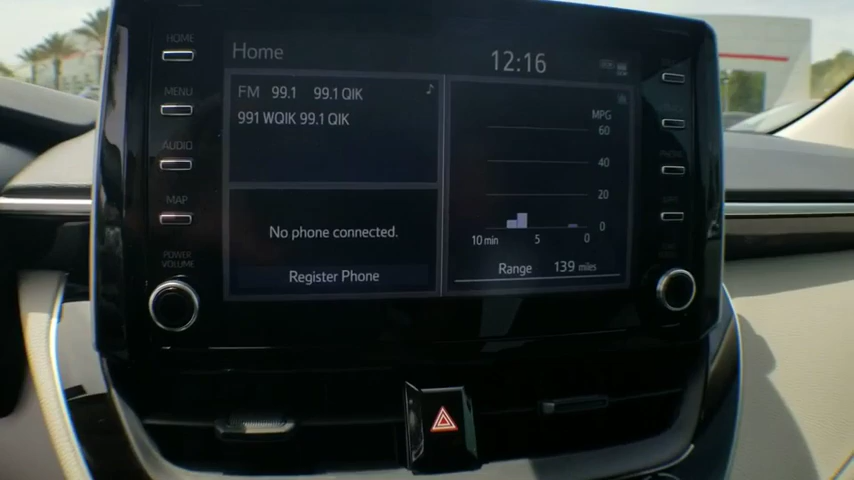 HOME
Home
12:16
MENU
FM 99.1 99.1 QIK
991 WQIK 99.1 QIK
MPG
60
40
20
0
10 min 5 0
AUDIO
MAP
No phone connected.
Register Phone
Range 139 miles
POWER
VOLUME